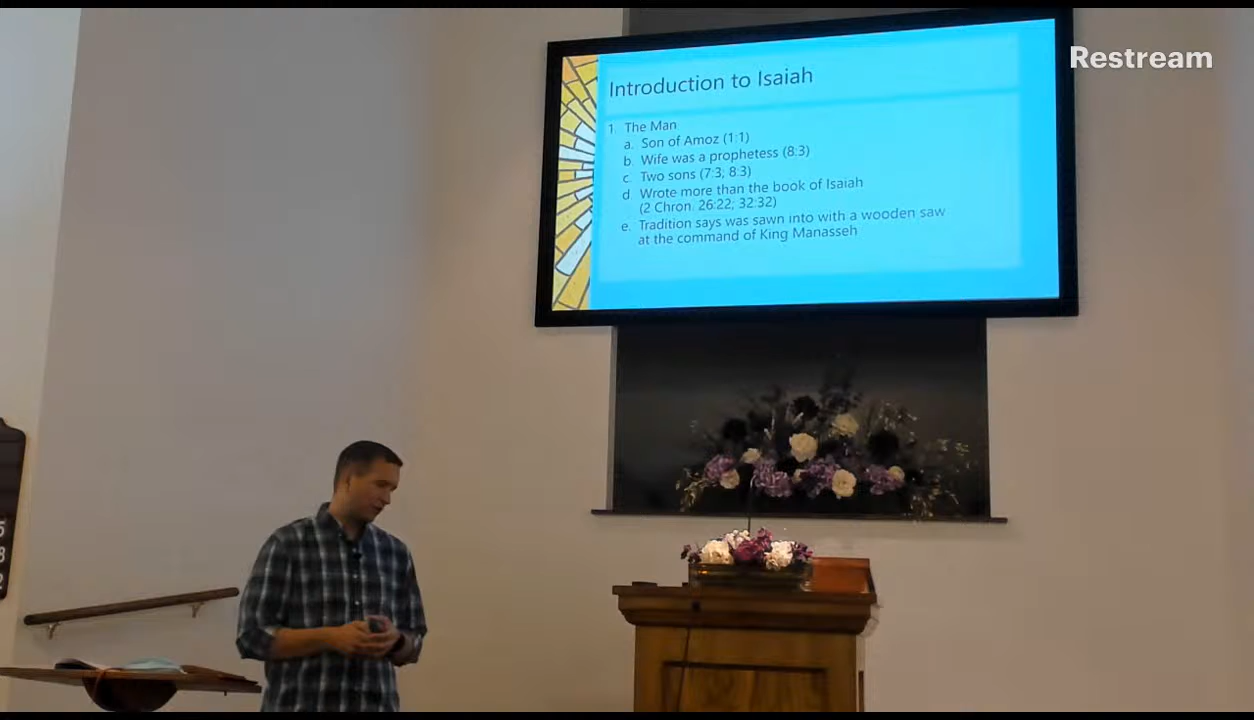 Restream
Introduction to Isaiah
1. The Man
a. Son of Amoz (1:1)
b. Wife was a prophetess (8:3)
c. Two sons (7:3; 8:3)
d. Wrote more than the book of Isaiah
(2 Chron. 26:22; 32:32)
e. Tradition says was sawn into with a wooden saw
at the command of King Manasseh